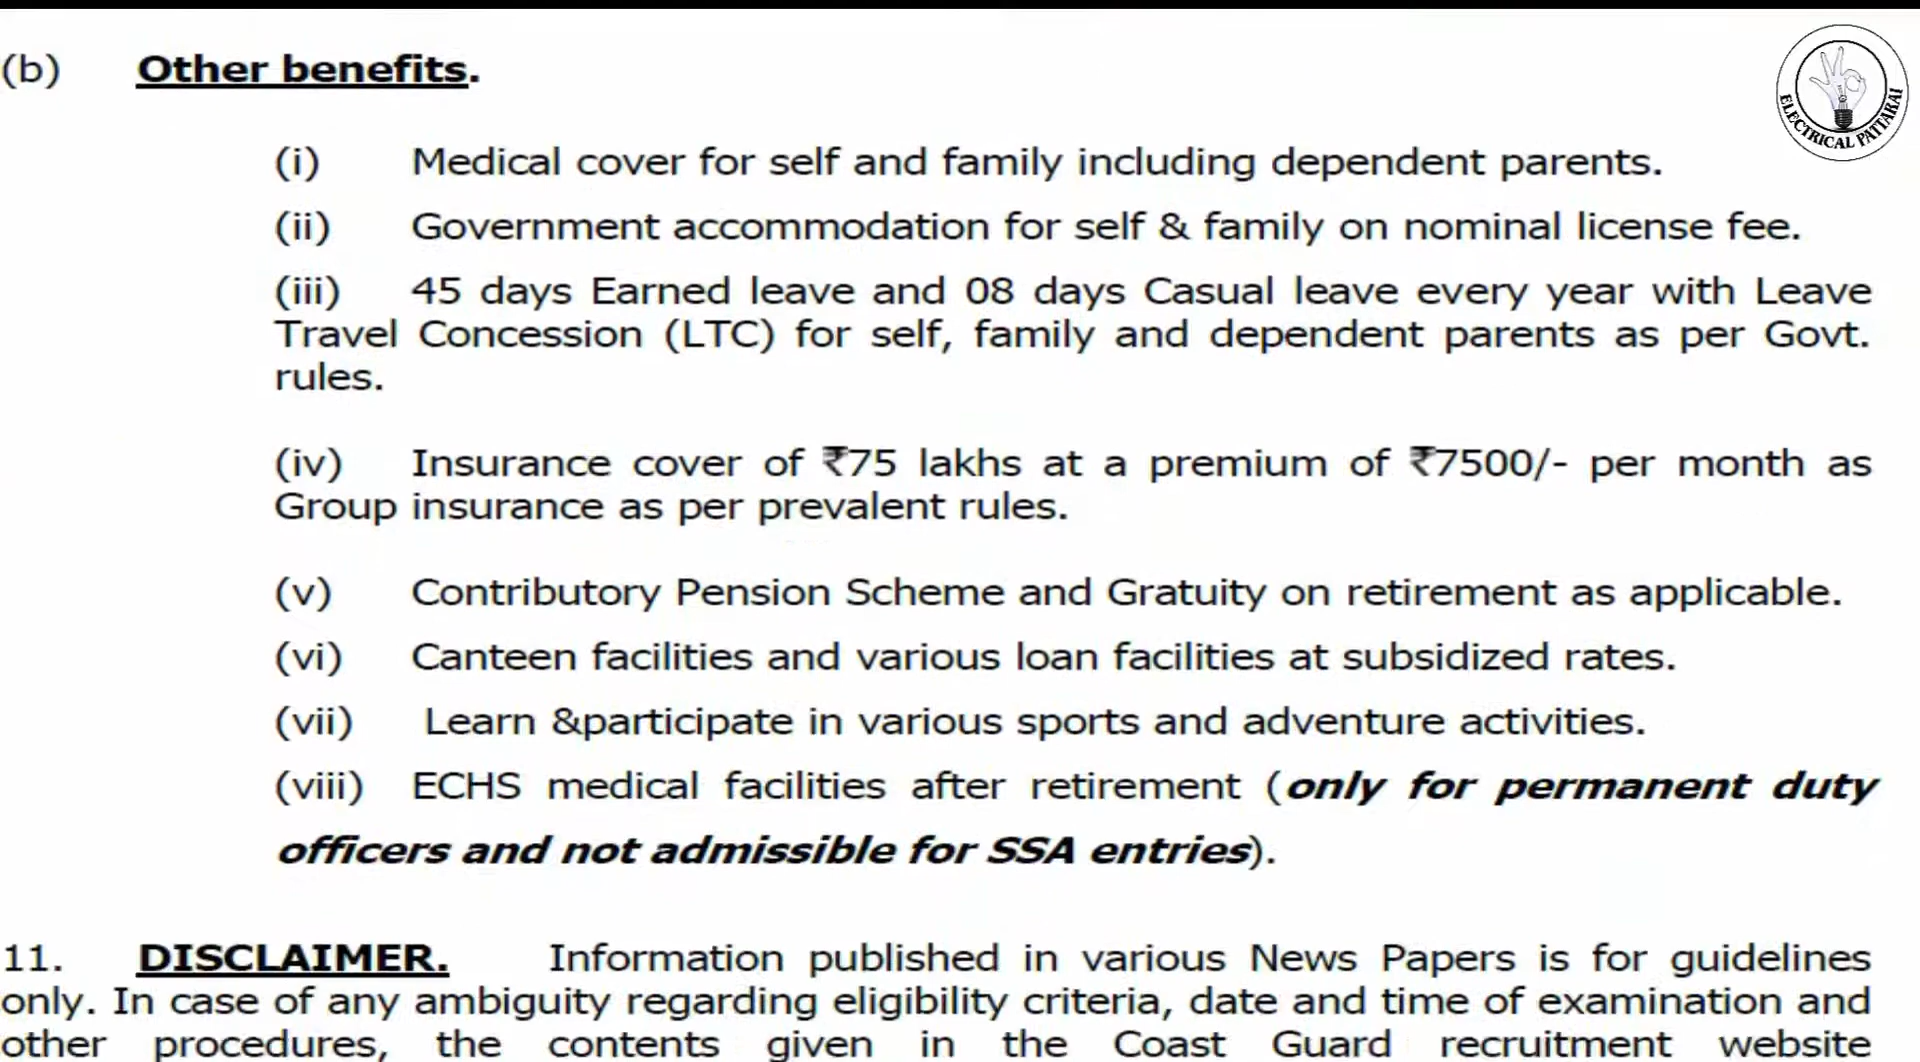 (b) Other benefits.
ELECTRICAL PATTARAI
(i) Medical cover for self and family including dependent parents.
(ii) Government accommodation for self & family on nominal license fee.
(iii) 45 days Earned leave and 08 days Casual leave every year with Leave
Travel Concession (LTC) for self, family and dependent parents as per Govt.
rules.
(iv) Insurance cover of ₹75 lakhs at a premium of ₹7500/- per month as
Group insurance as per prevalent rules.
(v) Contributory Pension Scheme and Gratuity on retirement as applicable.
(vi) Canteen facilities and various loan facilities at subsidized rates.
(vii) Learn &participate in various sports and adventure activities.
(viii) ECHS medical facilities after retirement (only for permanent duty
officers and not admissible for SSA entries).
11. DISCLAIMER. Information published in various News Papers is for guidelines
only. In case of any ambiguity regarding eligibility criteria, date and time of examination and
other procedures, the contents given in the Coast Guard recruitment website